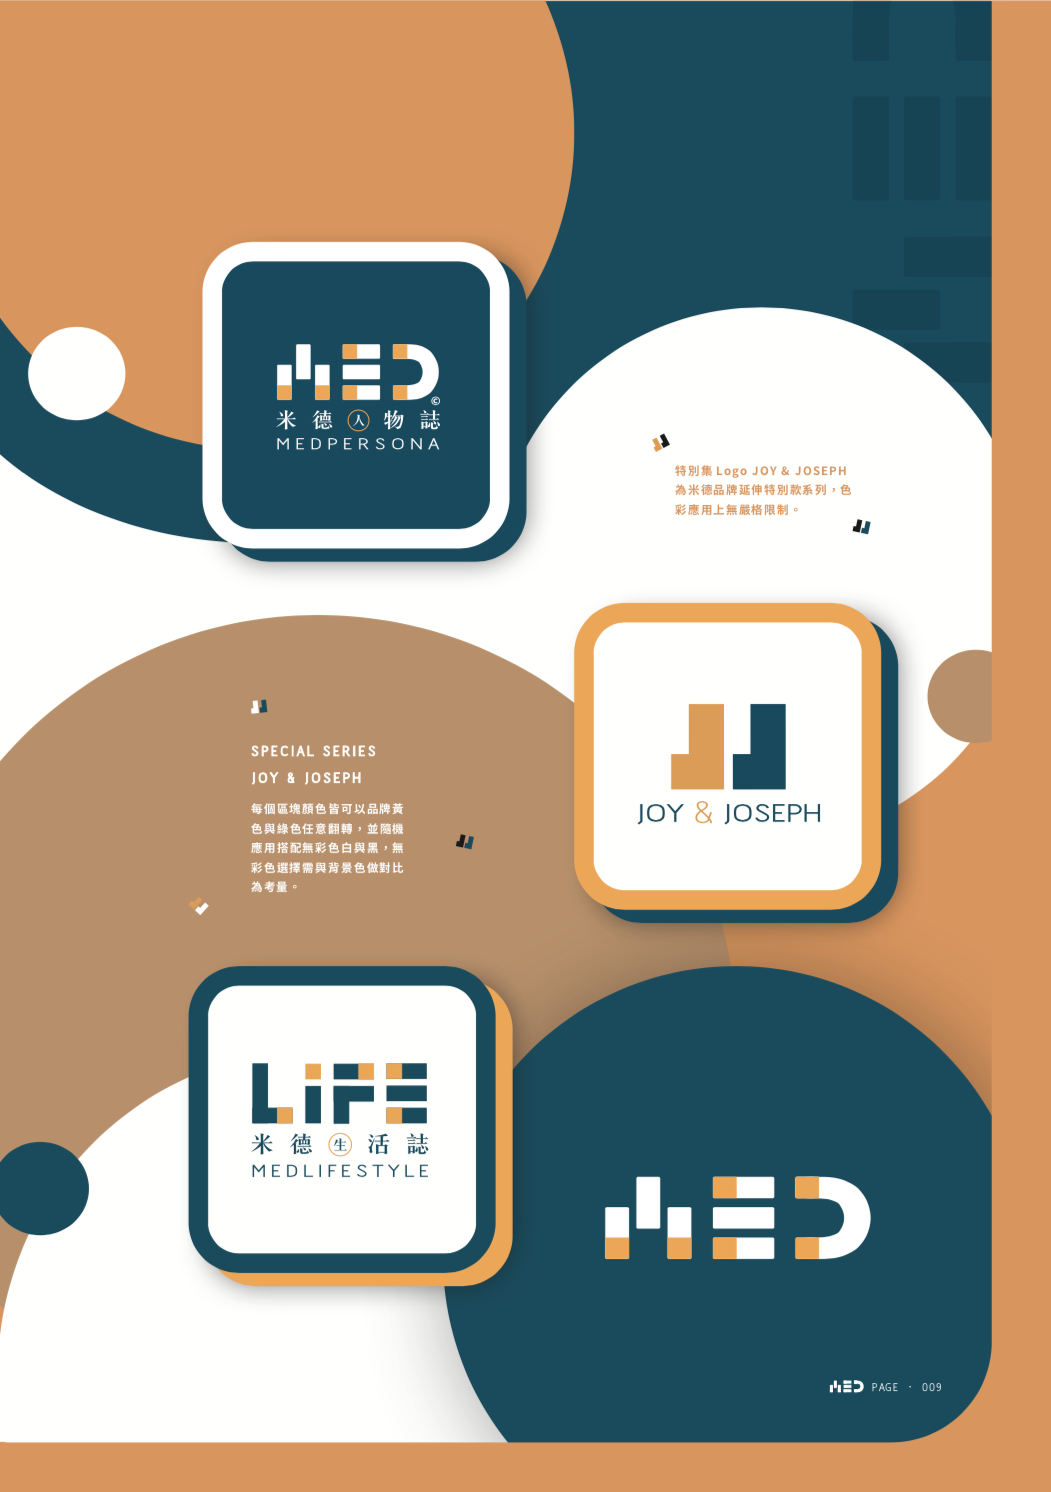 MED©
米德人物誌
MEDPERSONA
特別集 Logo JOY & JOSEPH
為米德品牌延伸特別款系列，色
彩應用上無嚴格限制。
JOY & JOSEPH
SPECIAL SERIES
JOY & JOSEPH
每個區塊顏色皆可以品牌黃
色與綠色任意翻轉，並隨機
應用搭配無彩色白與黑，無
彩色選擇需與背景色做對比
為考量。
LiFE
米德生活誌
MEDLIFESTYLE
MED
MED PAGE · 009